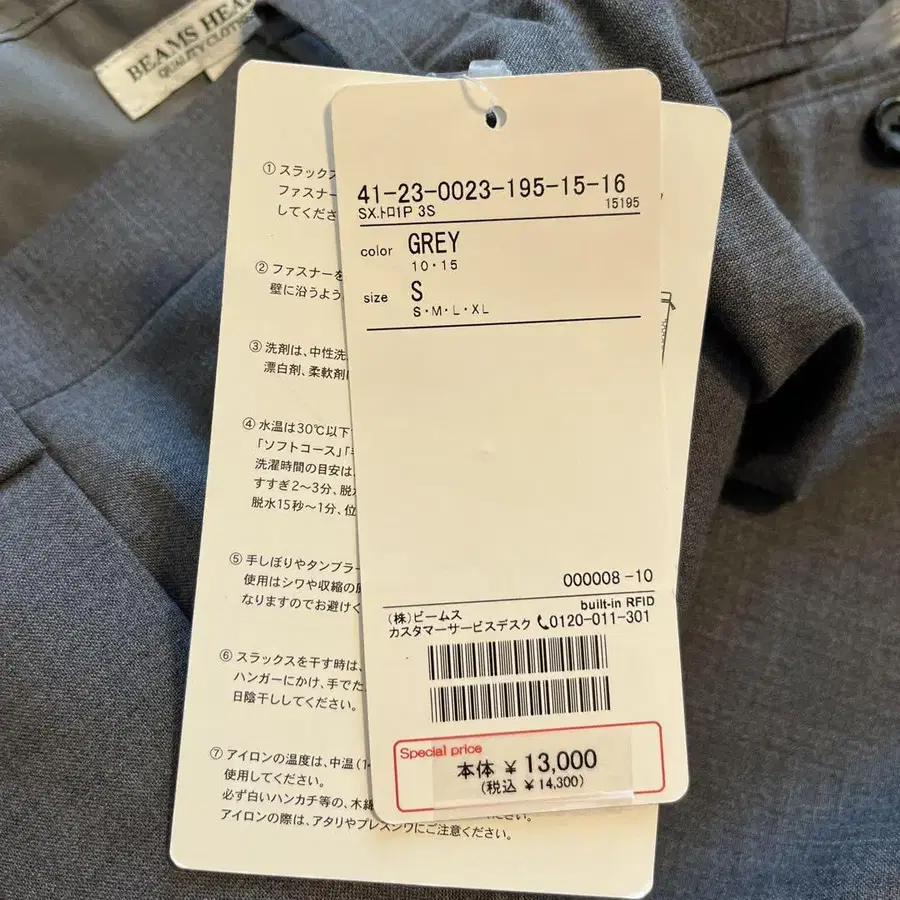 BEAMS HEA
QUALITY CLOTH
41-23-0023-195-15-16
SX.ﾄﾛ1P 3S
15195
color GREY
10・15
size S
S・M・L・XL
000008-10
built-in RFID
(株)ビームス
カスタマーサービスデスク 0120-011-301
Special price
本体 ¥ 13,000
(税込 ¥14,300)
① スラックス
ファスナー
してくださ
② ファスナーを
壁に沿うよう
③ 洗剤は、中性洗
漂白剤、柔軟剤
④ 水温は30℃以下
「ソフトコース」「
洗濯時間の目安は
すすぎ2〜3分、脱
脱水15秒〜1分、位
⑤ 手しぼりやタンブラー
使用はシワや収縮の
なりますのでお避けく
⑥ スラックスを干す時は、
ハンガーにかけ、手でた
日陰干ししてください。
⑦ アイロンの温度は、中温(1
使用してください。
必ず白いハンカチ等の、木綿
アイロンの際は、アタリやプレスジワにご注意ください。